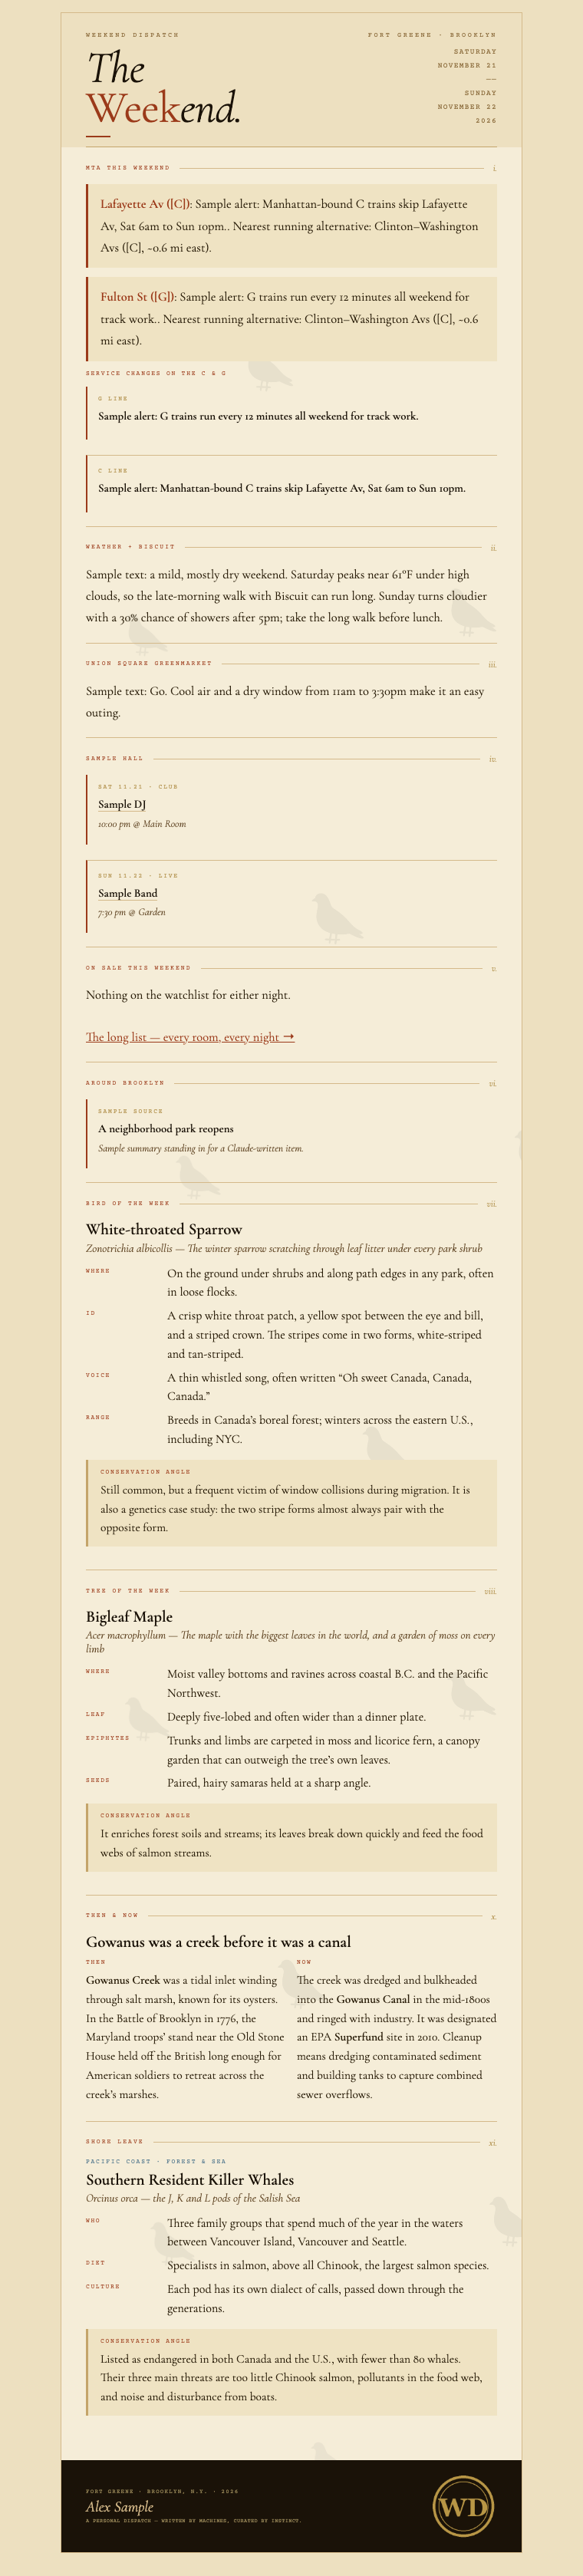 WEEKEND DISPATCH
FORT GREENE · BROOKLYN
The
Weekend.
SATURDAY
NOVEMBER 21
—
SUNDAY
NOVEMBER 22
2026
MTA THIS WEEKEND
i.
Lafayette Av ([C]): Sample alert: Manhattan-bound C trains skip Lafayette
Av, Sat 6am to Sun 10pm.. Nearest running alternative: Clinton–Washington
Avs ([C], ~0.6 mi east).
Fulton St ([G]): Sample alert: G trains run every 12 minutes all weekend for
track work.. Nearest running alternative: Clinton–Washington Avs ([C], ~0.6
mi east).
SERVICE CHANGES ON THE C & G
G LINE
Sample alert: G trains run every 12 minutes all weekend for track work.
C LINE
Sample alert: Manhattan-bound C trains skip Lafayette Av, Sat 6am to Sun 10pm.
WEATHER + BISCUIT
ii.
Sample text: a mild, mostly dry weekend. Saturday peaks near 61°F under high
clouds, so the late-morning walk with Biscuit can run long. Sunday turns cloudier
with a 30% chance of showers after 5pm; take the long walk before lunch.
UNION SQUARE GREENMARKET
iii.
Sample text: Go. Cool air and a dry window from 11am to 3:30pm make it an easy
outing.
SAMPLE HALL
iv.
SAT 11.21 · CLUB
Sample DJ
10:00 pm @ Main Room
SUN 11.22 · LIVE
Sample Band
7:30 pm @ Garden
ON SALE THIS WEEKEND
v.
Nothing on the watchlist for either night.
The long list — every room, every night →
AROUND BROOKLYN
vi.
SAMPLE SOURCE
A neighborhood park reopens
Sample summary standing in for a Claude-written item.
BIRD OF THE WEEK
vii.
White-throated Sparrow
Zonotrichia albicollis — The winter sparrow scratching through leaf litter under every park shrub
WHERE
On the ground under shrubs and along path edges in any park, often
in loose flocks.
ID
A crisp white throat patch, a yellow spot between the eye and bill,
and a striped crown. The stripes come in two forms, white-striped
and tan-striped.
VOICE
A thin whistled song, often written “Oh sweet Canada, Canada,
Canada.”
RANGE
Breeds in Canada’s boreal forest; winters across the eastern U.S.,
including NYC.
CONSERVATION ANGLE
Still common, but a frequent victim of window collisions during migration. It is
also a genetics case study: the two stripe forms almost always pair with the
opposite form.
TREE OF THE WEEK
viii.
Bigleaf Maple
Acer macrophyllum — The maple with the biggest leaves in the world, and a garden of moss on every
limb
WHERE
Moist valley bottoms and ravines across coastal B.C. and the Pacific
Northwest.
LEAF
Deeply five-lobed and often wider than a dinner plate.
EPIPHYTES
Trunks and limbs are carpeted in moss and licorice fern, a canopy
garden that can outweigh the tree’s own leaves.
SEEDS
Paired, hairy samaras held at a sharp angle.
CONSERVATION ANGLE
It enriches forest soils and streams; its leaves break down quickly and feed the food
webs of salmon streams.
THEN & NOW
x.
Gowanus was a creek before it was a canal
THEN
Gowanus Creek was a tidal inlet winding
through salt marsh, known for its oysters.
In the Battle of Brooklyn in 1776, the
Maryland troops’ stand near the Old Stone
House held off the British long enough for
American soldiers to retreat across the
creek’s marshes.
NOW
The creek was dredged and bulkheaded
into the Gowanus Canal in the mid-1800s
and ringed with industry. It was designated
an EPA Superfund site in 2010. Cleanup
means dredging contaminated sediment
and building tanks to capture combined
sewer overflows.
SHORE LEAVE
xi.
PACIFIC COAST · FOREST & SEA
Southern Resident Killer Whales
Orcinus orca — the J, K and L pods of the Salish Sea
WHO
Three family groups that spend much of the year in the waters
between Vancouver Island, Vancouver and Seattle.
DIET
Specialists in salmon, above all Chinook, the largest salmon species.
CULTURE
Each pod has its own dialect of calls, passed down through the
generations.
CONSERVATION ANGLE
Listed as endangered in both Canada and the U.S., with fewer than 80 whales.
Their three main threats are too little Chinook salmon, pollutants in the food web,
and noise and disturbance from boats.
FORT GREENE · BROOKLYN, N.Y. · 2026
Alex Sample
A PERSONAL DISPATCH — WRITTEN BY MACHINES, CURATED BY INSTINCT.
WD